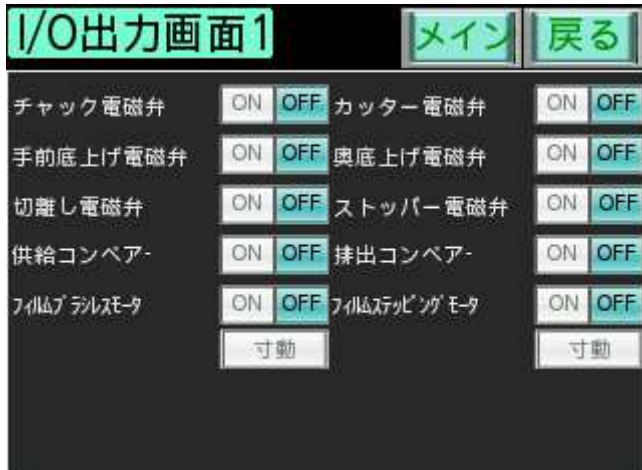 I/O出力画面1 メイン 戻る
チャック電磁弁 ON OFF カッター電磁弁 ON OFF
手前底上げ電磁弁 ON OFF 奥底上げ電磁弁 ON OFF
切離し電磁弁 ON OFF ストッパー電磁弁 ON OFF
供給コンベア- ON OFF 排出コンベア- ON OFF
ﾌｨﾙﾑﾌﾞﾗｼﾚｽﾓｰﾀ ON OFF ﾌｨﾙﾑｽﾃｯﾋﾟﾝｸﾞﾓｰﾀ ON OFF
寸動 寸動